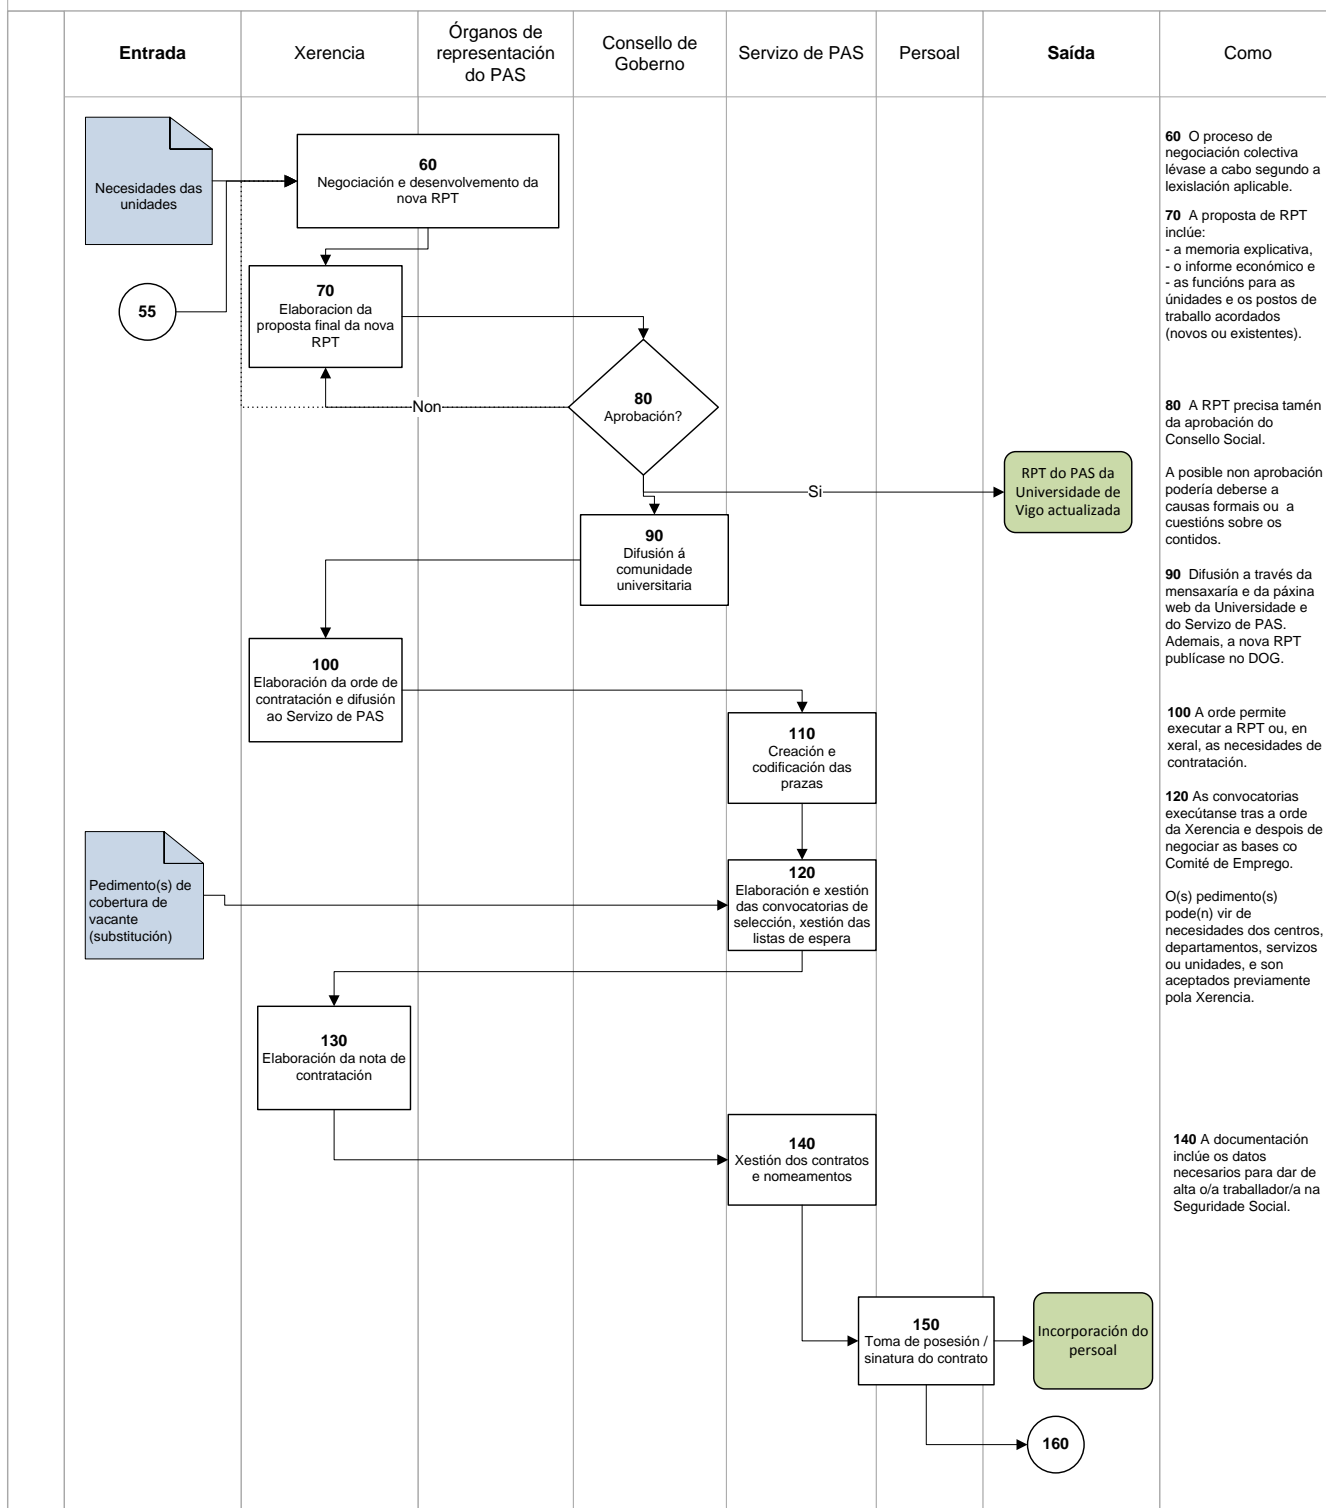 Entrada
Xerencia
Órganos de
representación
do PAS
Consello de
Goberno
Servizo de PAS
Persoal
Saída
Como
Necesidades das
unidades
60
Negociación e desenvolvemento da
nova RPT
55
70
Elaboracion da
proposta final da nova
RPT
80
Aprobación?
Non
Si
RPT do PAS da
Universidade de
Vigo actualizada
90
Difusión á
comunidade
universitaria
100
Elaboración da orde de
contratación e difusión
ao Servizo de PAS
110
Creación e
codificación das
prazas
Pedimento(s) de
cobertura de
vacante
(substitución)
120
Elaboración e xestión
das convocatorias de
selección, xestión das
listas de espera
130
Elaboración da nota de
contratación
140
Xestión dos contratos
e nomeamentos
150
Toma de posesión /
sinatura do contrato
Incorporación do
persoal
160
60 O proceso de
negociación colectiva
lévase a cabo segundo a
lexislación aplicable.
70 A proposta de RPT
inclúe:
- a memoria explicativa,
- o informe económico e
- as funcións para as
únidades e os postos de
traballo acordados
(novos ou existentes).
80 A RPT precisa tamén
da aprobación do
Consello Social.
A posible non aprobación
podería deberse a
causas formais ou a
cuestións sobre os
contidos.
90 Difusión a través da
mensaxaría e da páxina
web da Universidade e
do Servizo de PAS.
Ademais, a nova RPT
publícase no DOG.
100 A orde permite
executar a RPT ou, en
xeral, as necesidades de
contratación.
120 As convocatorias
execútanse tras a orde
da Xerencia e despois de
negociar as bases co
Comité de Emprego.
O(s) pedimento(s)
pode(n) vir de
necesidades dos centros,
departamentos, servizos
ou unidades, e son
aceptados previamente
pola Xerencia.
140 A documentación
inclúe os datos
necesarios para dar de
alta o/a traballador/a na
Seguridade Social.